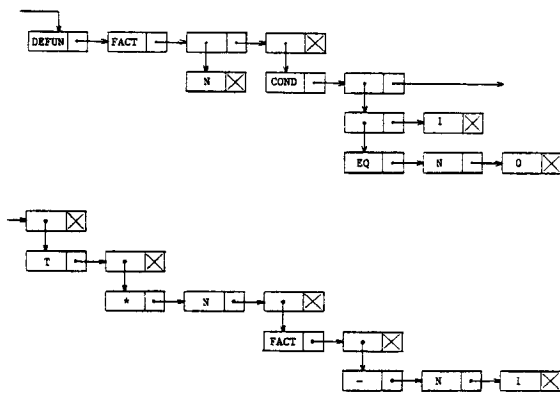 DEFUN FACT
N COND
1
EQ N 0
T
* N
FACT
- N 1